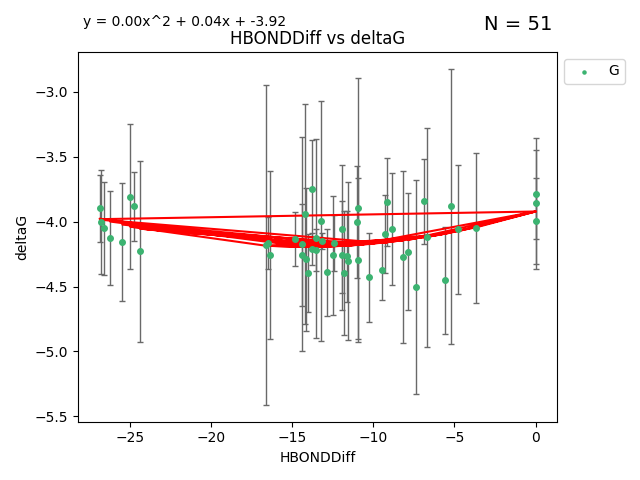 y = 0.00x^2 + 0.04x + -3.92
N = 51
HBONDDiff vs deltaG
G
deltaG
−3.0
−3.5
−4.0
−4.5
−5.0
−5.5
−25
−20
−15
−10
−5
0
HBONDDiff